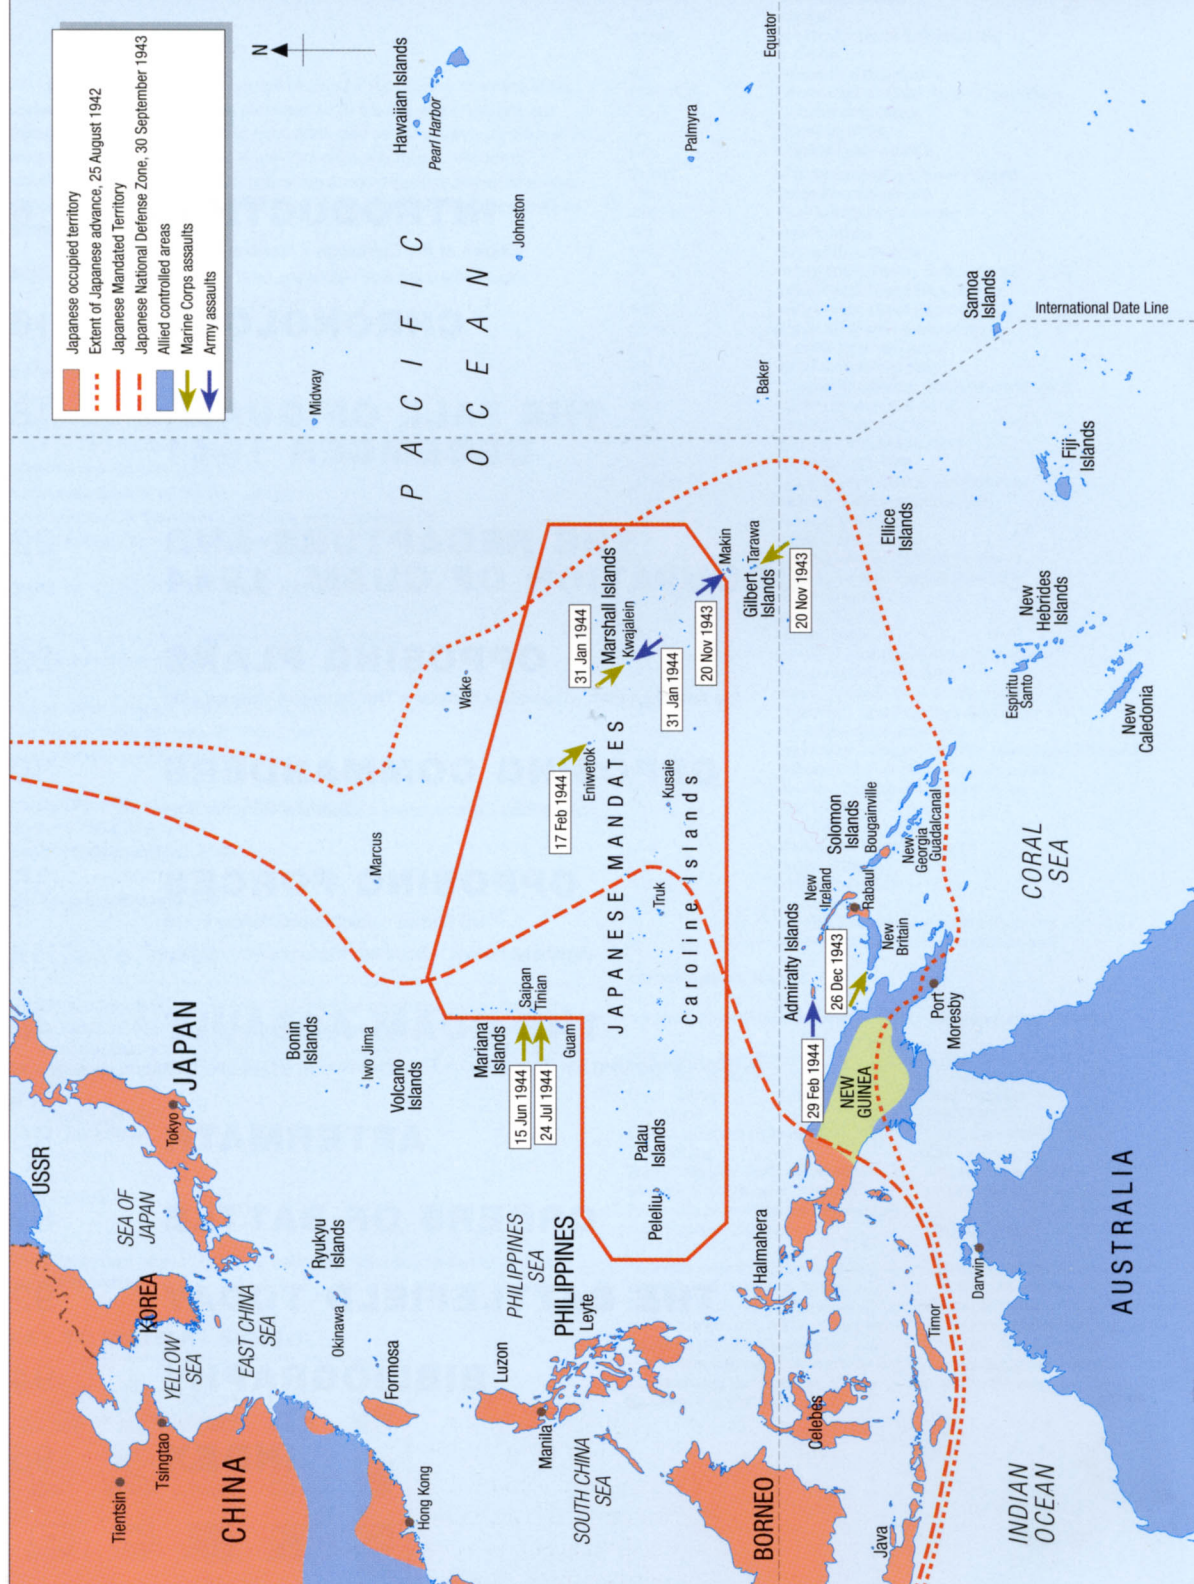 Japanese occupied territory
Extent of Japanese advance, 25 August 1942
Japanese Mandated Territory
Japanese National Defense Zone, 30 September 1943
Allied controlled areas
Marine Corps assaults
Army assaults
N
USSR
SEA OF
JAPAN
JAPAN
Tokyo
KOREA
YELLOW
SEA
Tientsin
Tsingtao
CHINA
EAST CHINA
SEA
Hong Kong
Formosa
Okinawa
Ryukyu
Islands
Bonin
Islands
Iwo Jima
Volcano
Islands
Marcus
Wake
Midway
Hawaiian Islands
Pearl Harbor
Johnston
PACIFIC
OCEAN
Palmyra
Equator
Luzon
Manila
PHILIPPINES
SEA
PHILIPPINES
Leyte
SOUTH CHINA
SEA
Mariana
Islands
Saipan
Tinian
Guam
15 Jun 1944
24 Jul 1944
17 Feb 1944
Eniwetok
31 Jan 1944
Marshall Islands
Kwajalein
31 Jan 1944
JAPANESE MANDATES
Caroline Islands
Truk
Kusaie
Palau
Islands
Peleliu
20 Nov 1943
Makin
Gilbert
Islands
Tarawa
20 Nov 1943
Baker
Halmahera
BORNEO
Celebes
Java
Timor
Admiralty Islands
29 Feb 1944
26 Dec 1943
NEW
GUINEA
New
Ireland
Rabaul
New
Britain
Solomon
Islands
Bougainville
New
Georgia
Guadalcanal
Port
Moresby
Ellice
Islands
Samoa
Islands
International Date Line
Fiji
Islands
New
Hebrides
Islands
Espiritu
Santo
New
Caledonia
CORAL
SEA
Darwin
AUSTRALIA
INDIAN
OCEAN